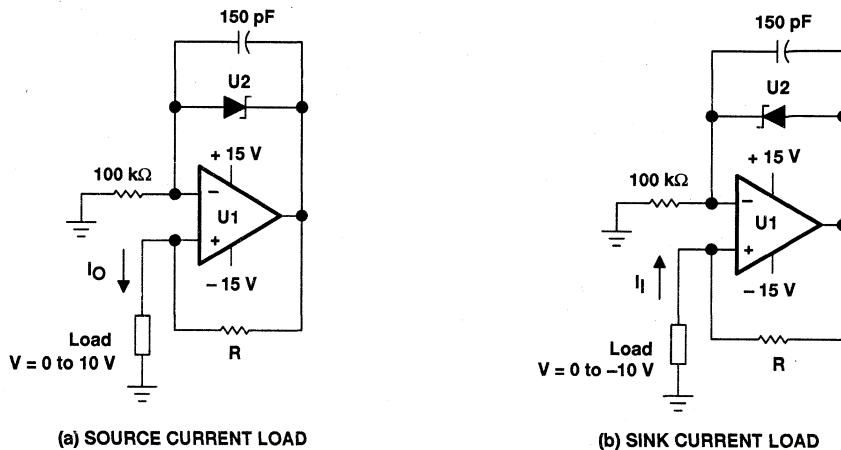 150 pF
U2
+ 15 V
100 kΩ
−
U1
+
− 15 V
I_O
Load
V = 0 to 10 V
R
(a) SOURCE CURRENT LOAD
150 pF
U2
+ 15 V
100 kΩ
−
U1
+
− 15 V
I_I
Load
V = 0 to −10 V
R
(b) SINK CURRENT LOAD